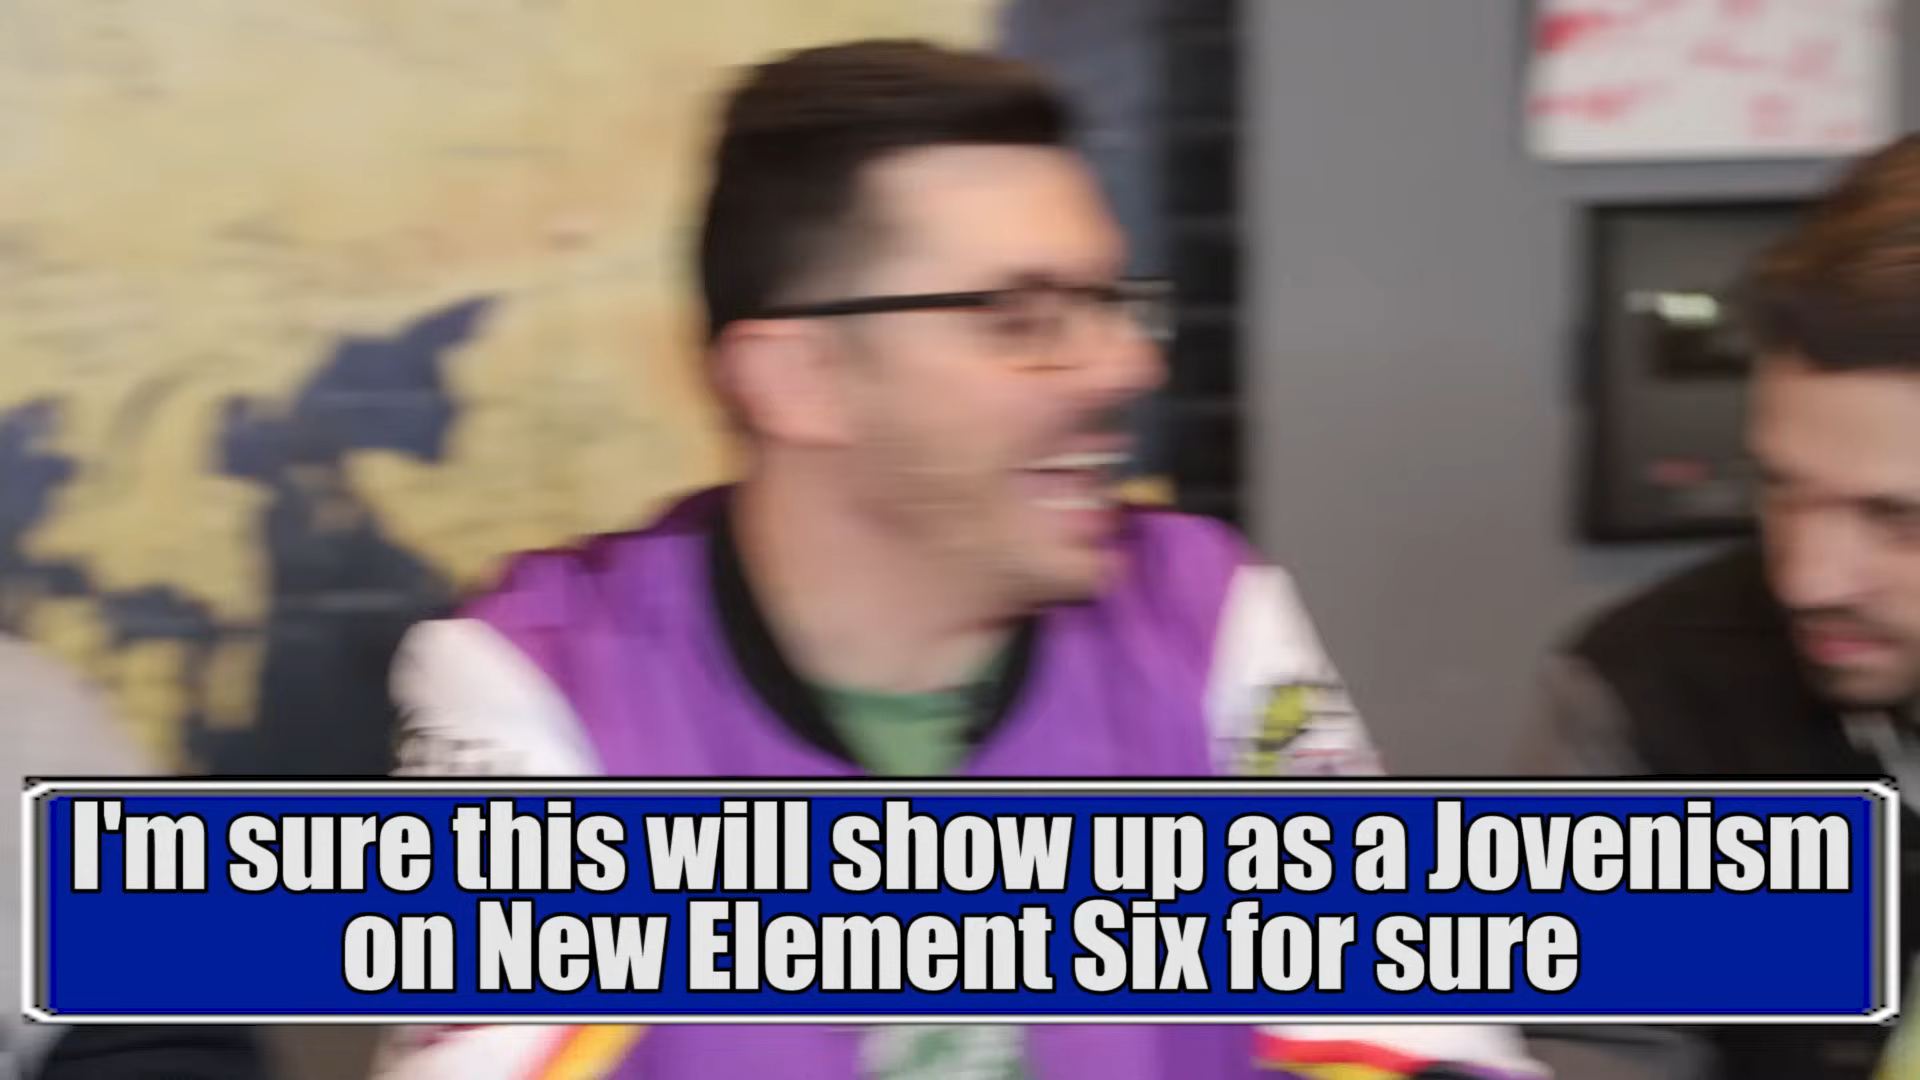 I'm sure this will show up as a Jovenism
on New Element Six for sure